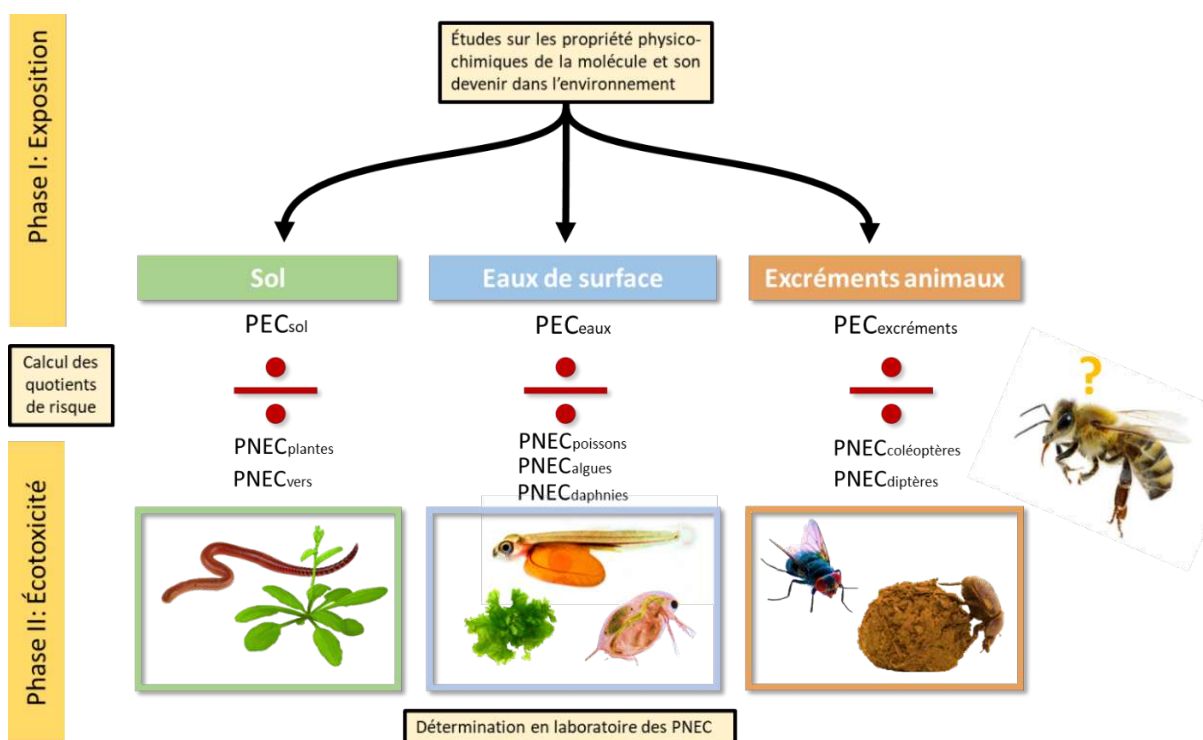 Phase I: Exposition
Études sur les propriété physico-
chimiques de la molécule et son
devenir dans l'environnement
Sol
Eaux de surface
Excréments animaux
PECsol
PECeaux
PECexcréments
Calcul des
quotients
de risque
?
PNECplantes
PNECvers
PNECpoissons
PNECalgues
PNECdaphnies
PNECcoléoptères
PNECdiptères
Phase II: Écotoxicité
Détermination en laboratoire des PNEC